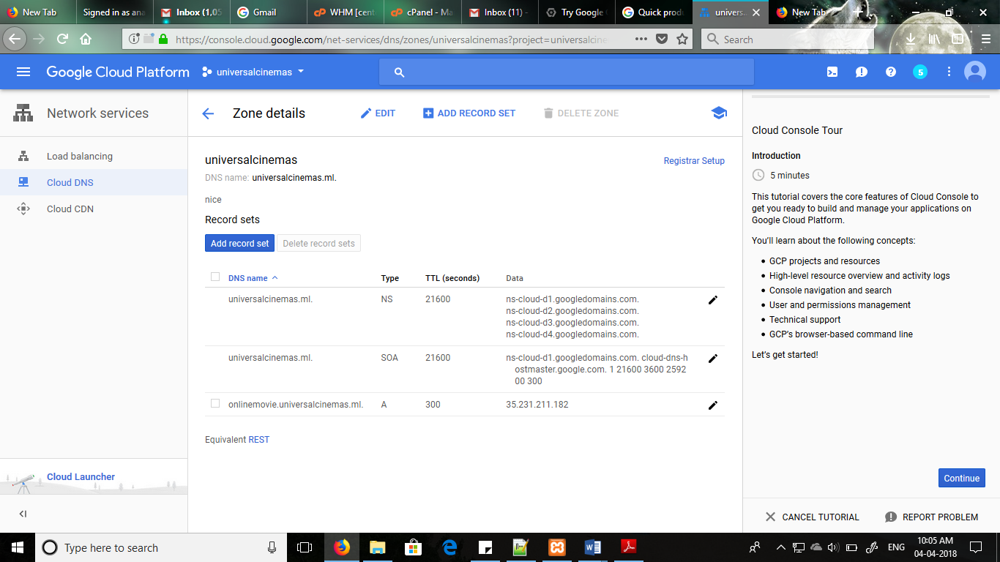 New Tab
Signed in as ana
Inbox (1,05
Gmail
WHM [cent
cPanel - Ma
Inbox (11) -
Try Google
Quick prod
univers
New Tab
https://console.cloud.google.com/net-services/dns/zones/universalcinemas?project=universalcine
Search
Google Cloud Platform
universalcinemas
5
Network services
Load balancing
Cloud DNS
Cloud CDN
Cloud Launcher
Zone details
EDIT
ADD RECORD SET
DELETE ZONE
universalcinemas
Registrar Setup
DNS name: universalcinemas.ml.
nice
Record sets
Add record set
Delete record sets
DNS name
Type
TTL (seconds)
Data
universalcinemas.ml.
NS
21600
ns-cloud-d1.googledomains.com.
ns-cloud-d2.googledomains.com.
ns-cloud-d3.googledomains.com.
ns-cloud-d4.googledomains.com.
universalcinemas.ml.
SOA
21600
ns-cloud-d1.googledomains.com. cloud-dns-h
ostmaster.google.com. 1 21600 3600 2592
00 300
onlinemovie.universalcinemas.ml.
A
300
35.231.211.182
Equivalent REST
Cloud Console Tour
Introduction
5 minutes
This tutorial covers the core features of Cloud Console to
get you ready to build and manage your applications on
Google Cloud Platform.
You'll learn about the following concepts:
• GCP projects and resources
• High-level resource overview and activity logs
• Console navigation and search
• User and permissions management
• Technical support
• GCP's browser-based command line
Let's get started!
Continue
CANCEL TUTORIAL
REPORT PROBLEM
Type here to search
ENG
10:05 AM
04-04-2018